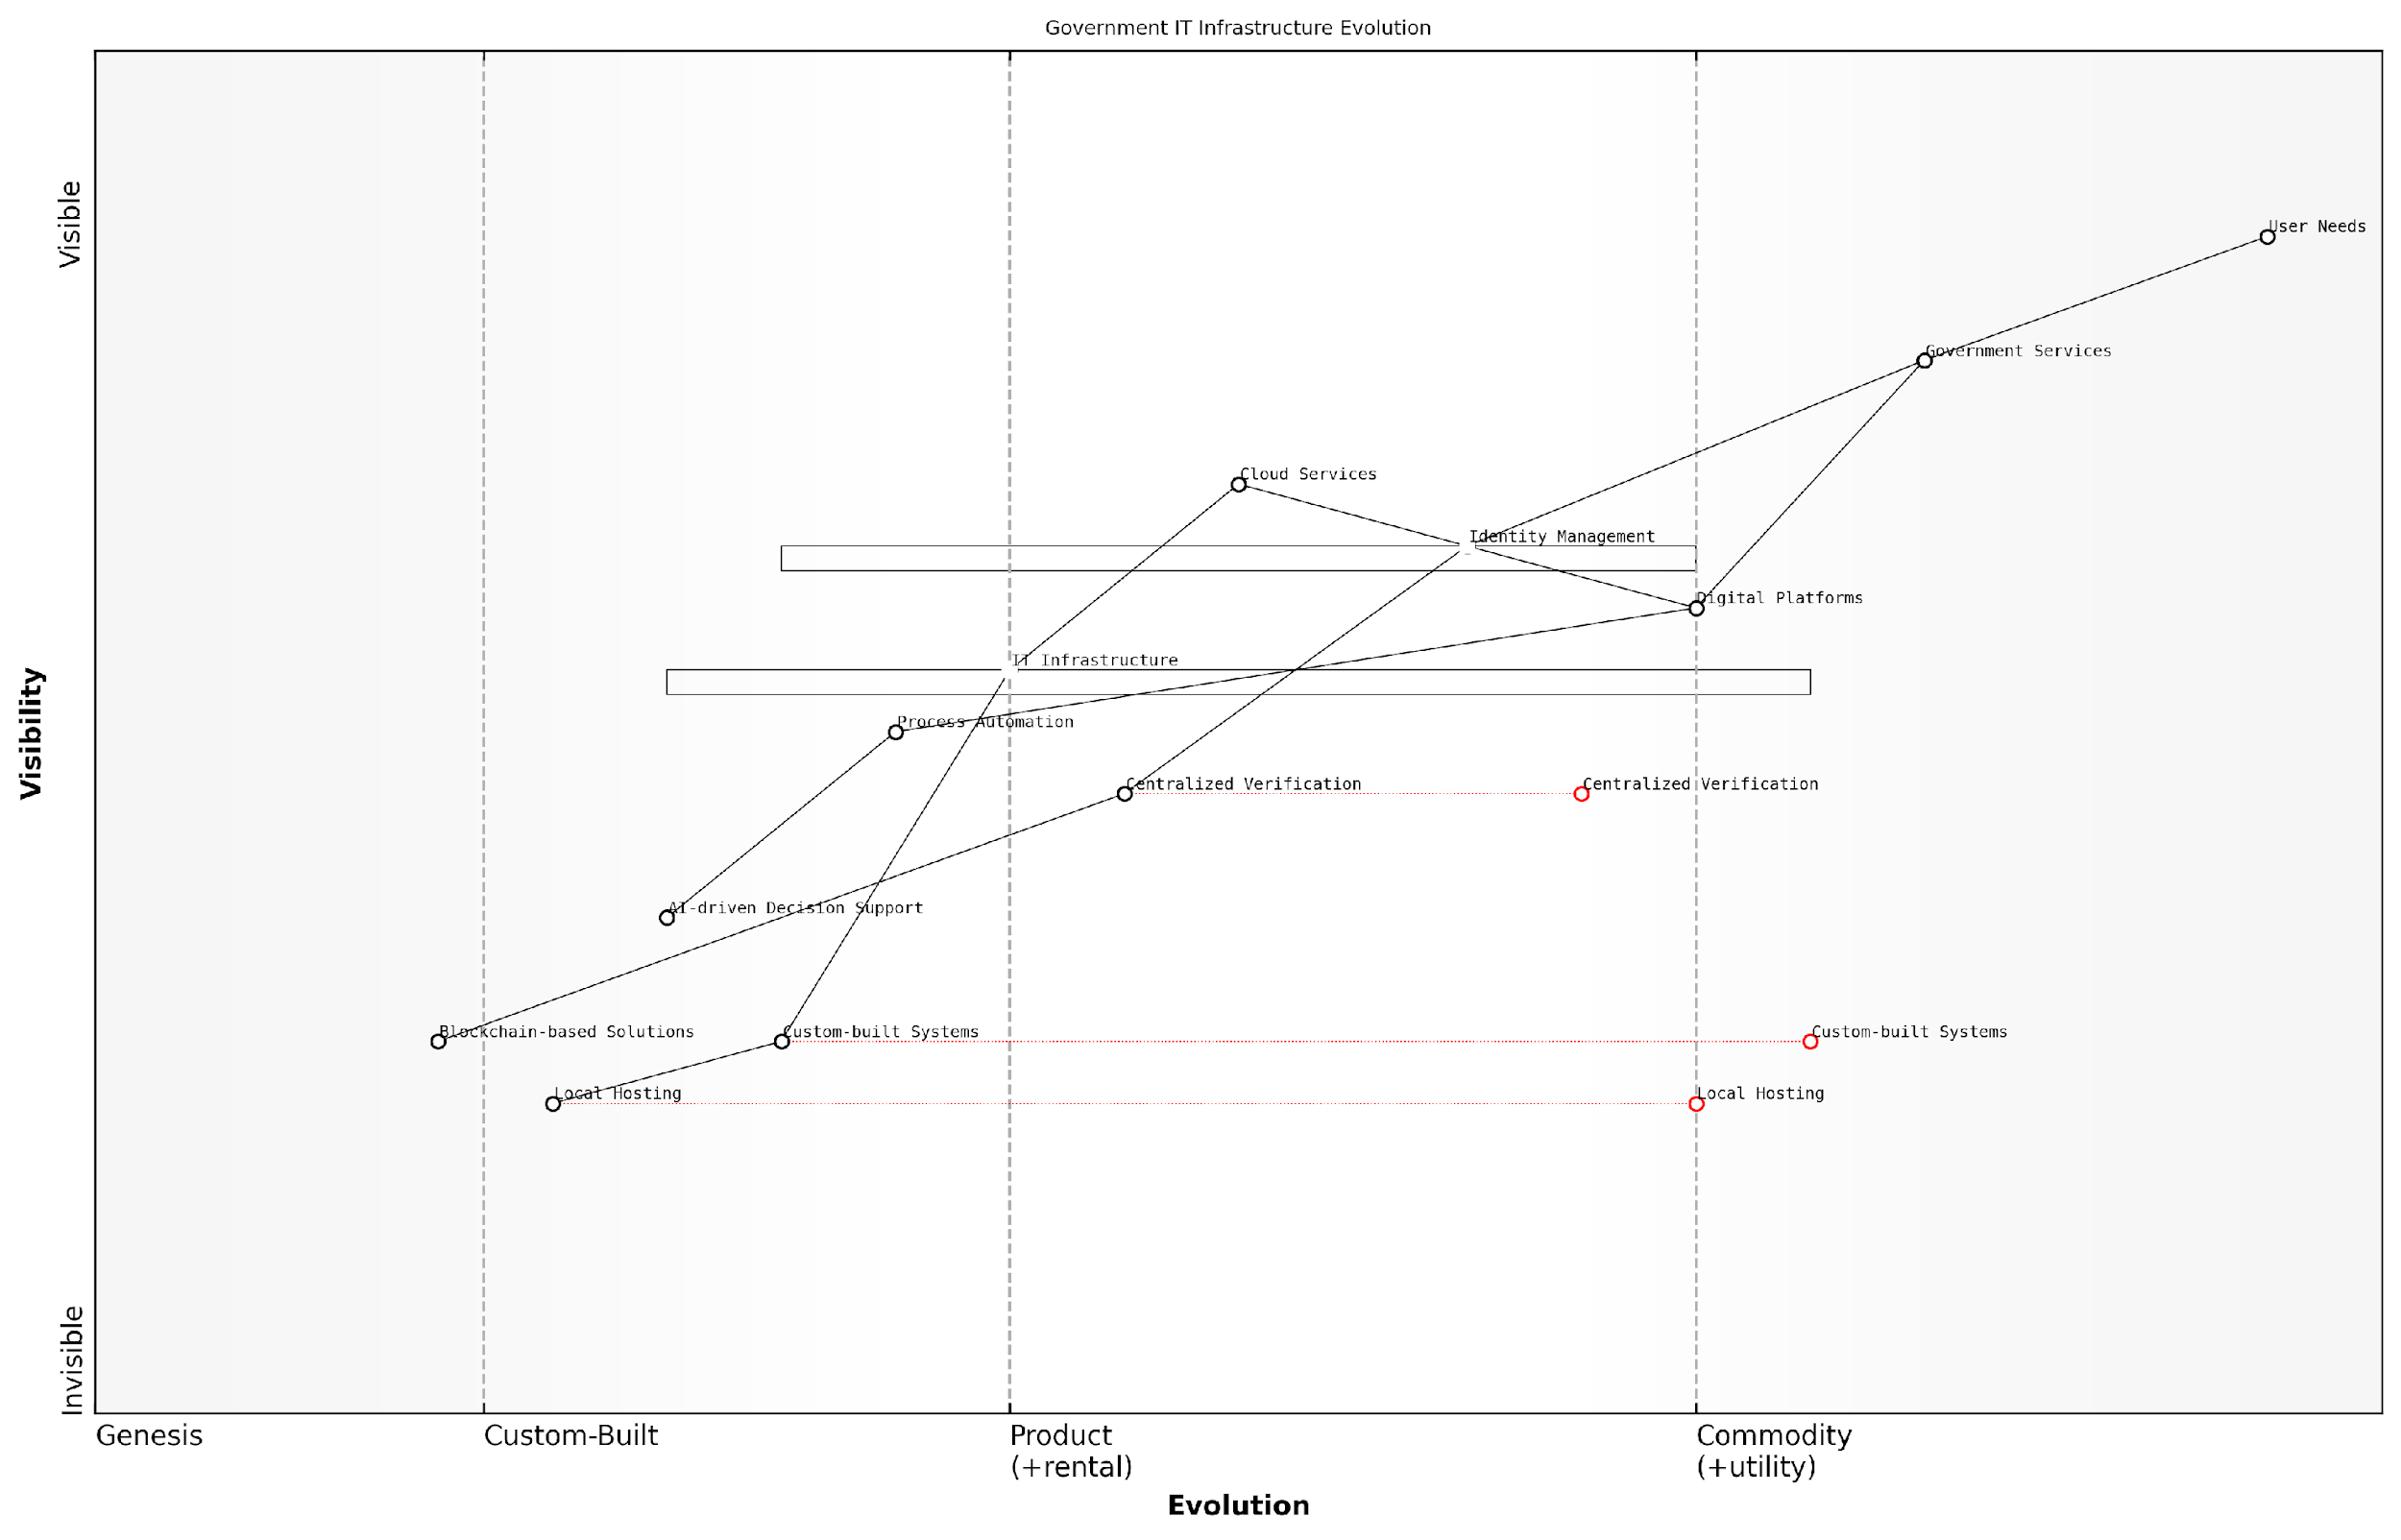 Government IT Infrastructure Evolution
Visible
User Needs
Government Services
Cloud Services
Identity Management
Digital Platforms
IT Infrastructure
Visibility
Process Automation
Centralized Verification
Centralized Verification
AI-driven Decision Support
Blockchain-based Solutions
Custom-built Systems
Custom-built Systems
Local Hosting
Local Hosting
Invisible
Genesis
Custom-Built
Product
(+rental)
Commodity
(+utility)
Evolution